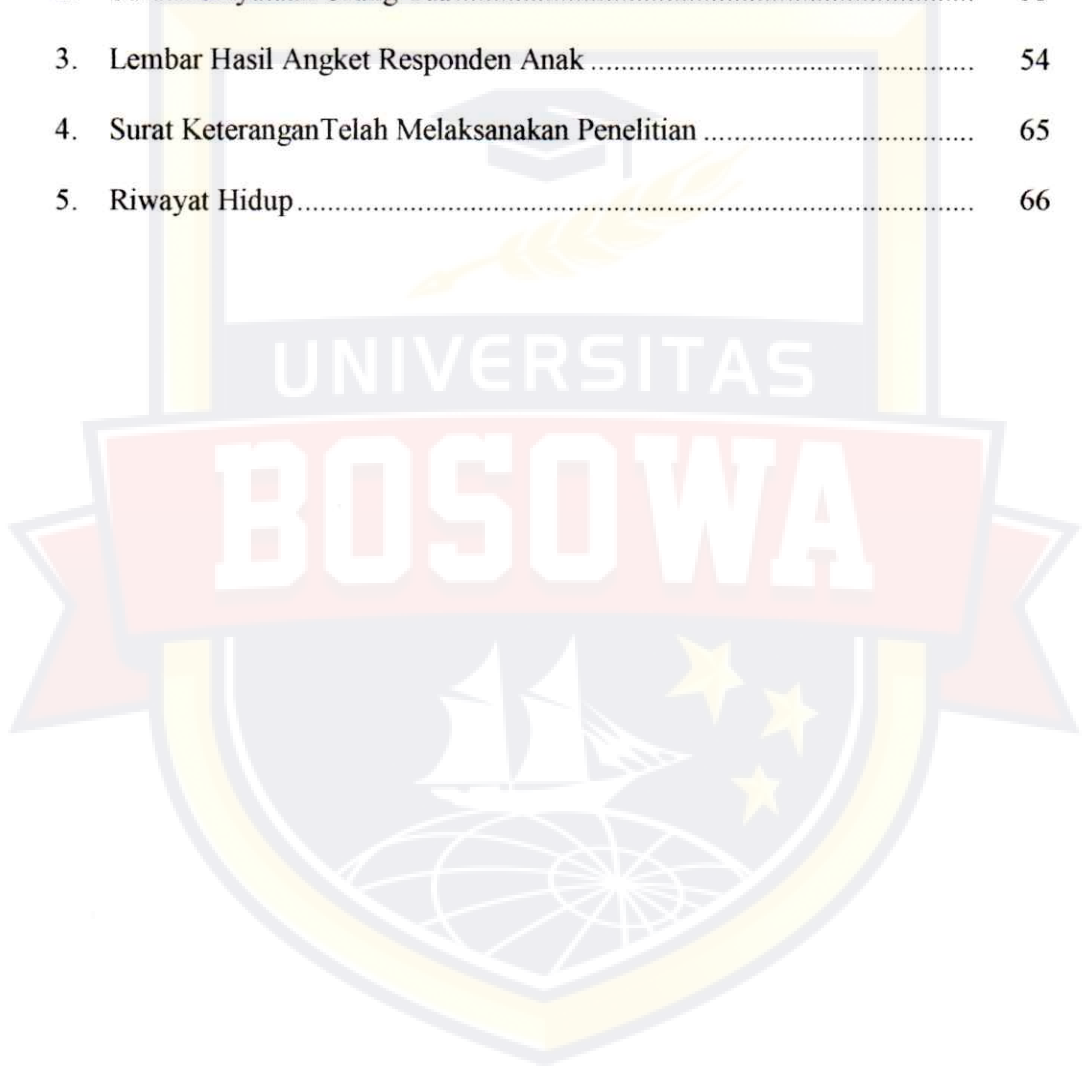 3. Lembar Hasil Angket Responden Anak ................................................... 54
4. Surat KeteranganTelah Melaksanakan Penelitian .................................... 65
5. Riwayat Hidup.......................................................................................... 66
UNIVERSITAS
BOSOWA